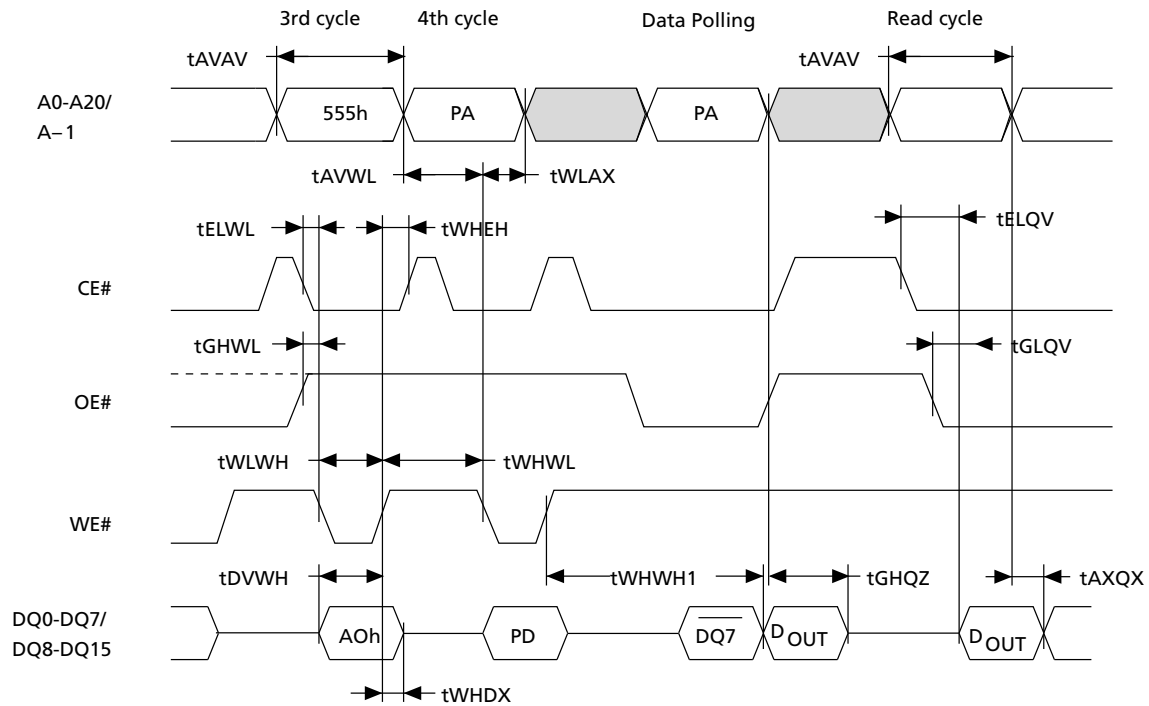 3rd cycle 4th cycle Data Polling Read cycle
tAVAV tAVAV
A0-A20/
A–1
555h PA PA
tAVWL tWLAX
tELWL tWHEH tELQV
CE#
tGHWL tGLQV
OE#
tWLWH tWHWL
WE#
tDVWH tWHWH1 tGHQZ tAXQX
DQ0-DQ7/
DQ8-DQ15
AOh PD DQ7 DOUT DOUT
tWHDX